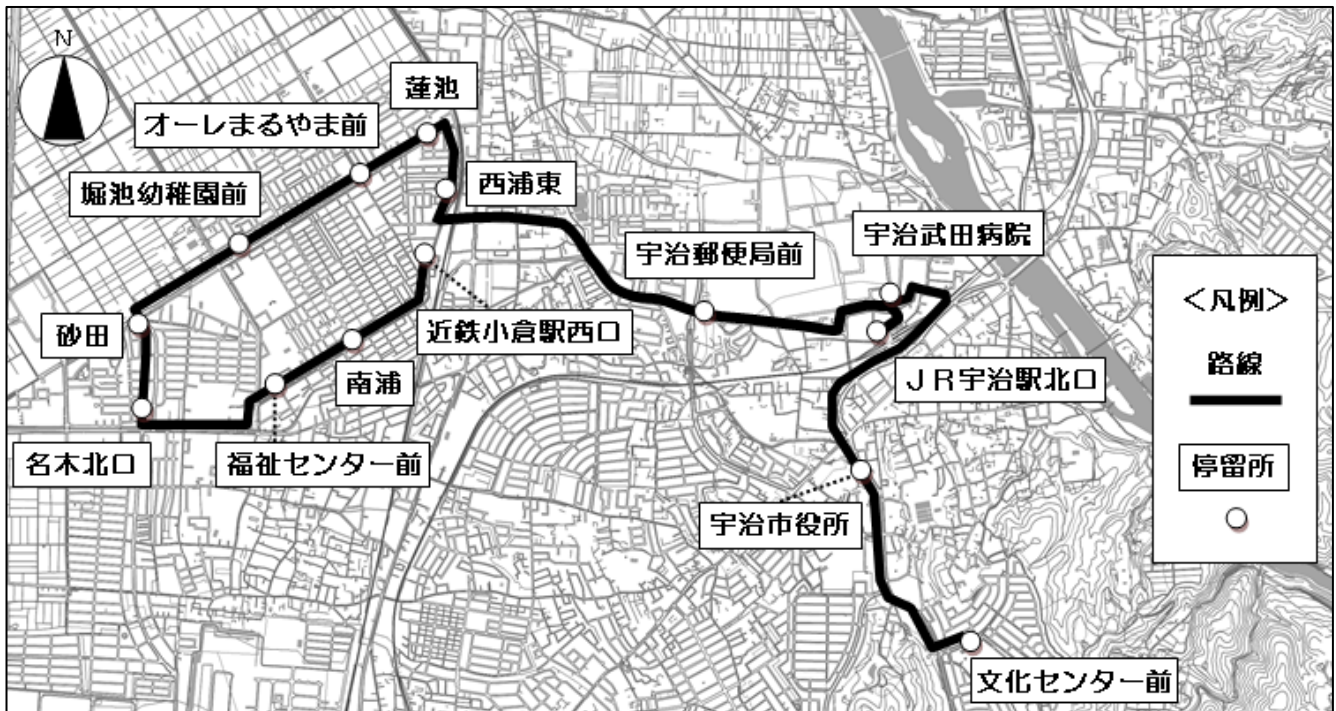 N
蓮池
オーレまるやま前
堀池幼稚園前
西浦東
宇治武田病院
宇治郵便局前
＜凡例＞
砂田
近鉄小倉駅西口
南浦
ＪＲ宇治駅北口
路線
名木北口
福祉センター前
停留所
宇治市役所
文化センター前